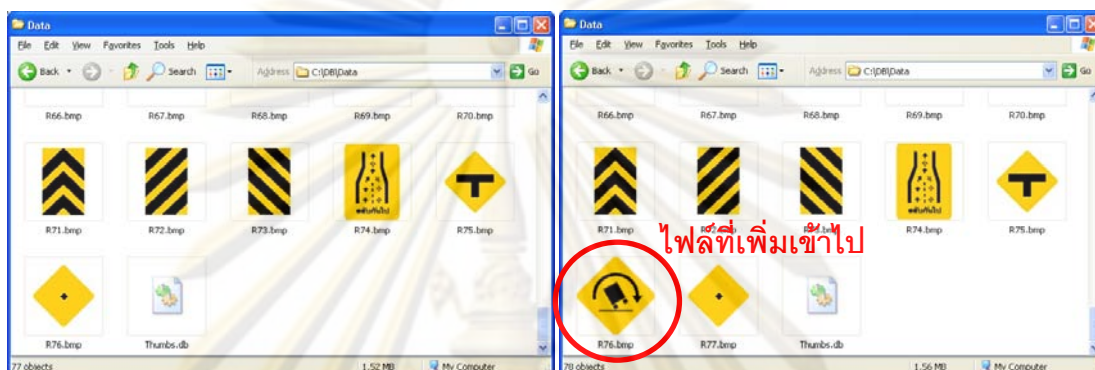 Data
File Edit View Favorites Tools Help
Back Search
Address C:\DB\Data Go
R66.bmp R67.bmp R68.bmp R69.bmp R70.bmp
R71.bmp R72.bmp R73.bmp R74.bmp R75.bmp
R76.bmp Thumbs.db
77 objects 1.52 MB My Computer
Data
File Edit View Favorites Tools Help
Back Search
Address C:\DB\Data Go
R66.bmp R67.bmp R68.bmp R69.bmp R70.bmp
R71.bmp R74.bmp R75.bmp
ไฟล์ที่เพิ่มเข้าไป
R76.bmp R77.bmp Thumbs.db
78 objects 1.56 MB My Computer